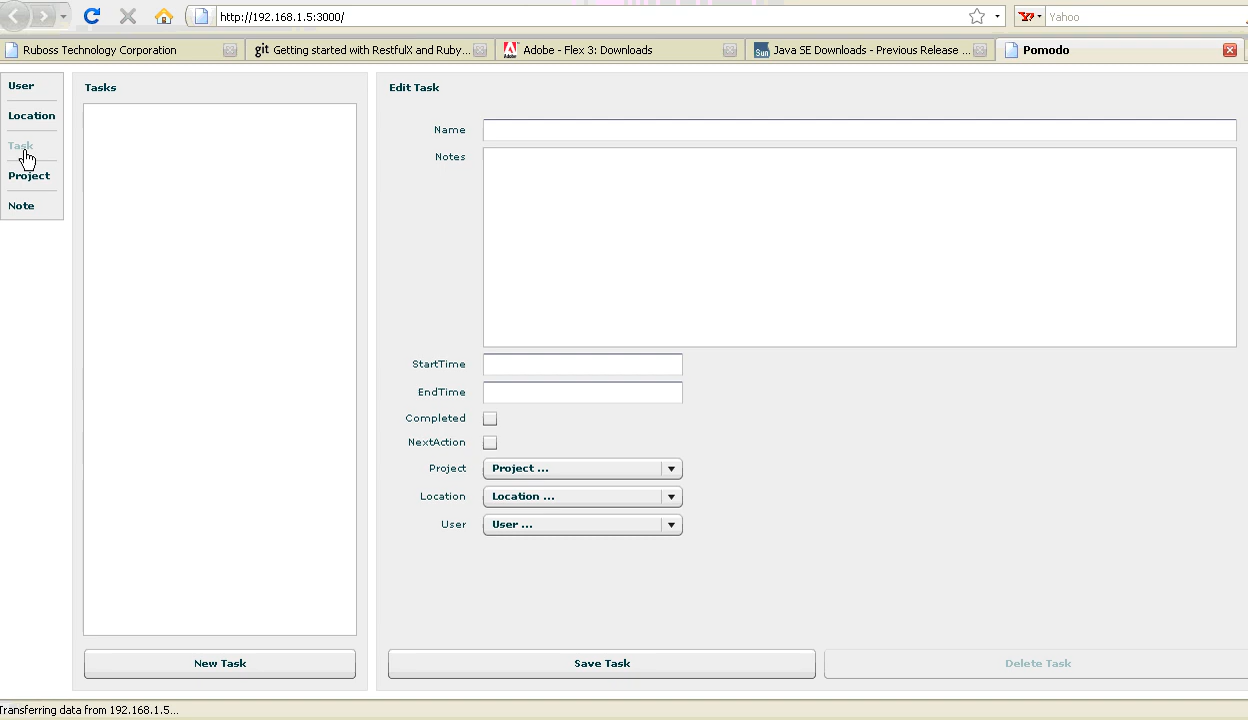 http://192.168.1.5:3000/
Yahoo
Ruboss Technology Corporation
git Getting started with RestfulX and Ruby...
Adobe - Flex 3: Downloads
Sun Java SE Downloads - Previous Release ...
Pomodo
User
Location
Task
Project
Note
Tasks
New Task
Edit Task
Name
Notes
StartTime
EndTime
Completed
NextAction
Project
Project ...
Location
Location ...
User
User ...
Save Task
Delete Task
Transferring data from 192.168.1.5...